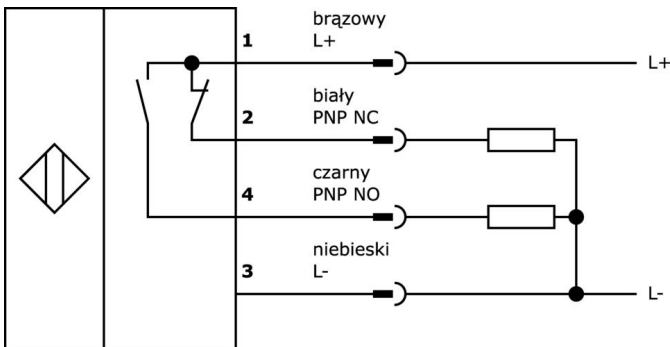 brązowy
1 L+ L+
biały
2 PNP NC
czarny
4 PNP NO
niebieski
3 L- L-